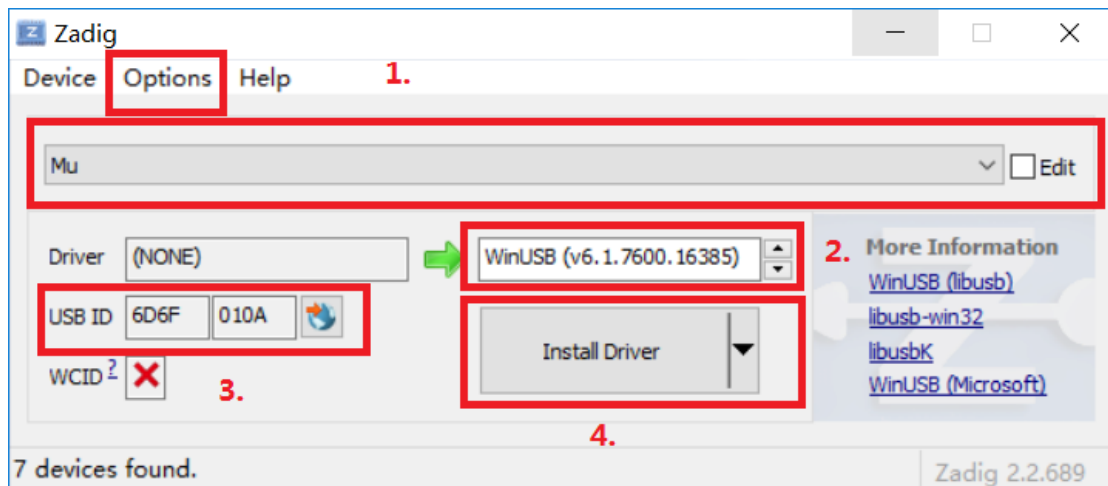 Zadig
Device Options Help 1.
Mu Edit
Driver (NONE) WinUSB (v6.1.7600.16385) 2. More Information
WinUSB (libusb)
USB ID 6D6F 010A libusb-win32
Install Driver libusbK
WCID ? 3. WinUSB (Microsoft)
4.
7 devices found. Zadig 2.2.689